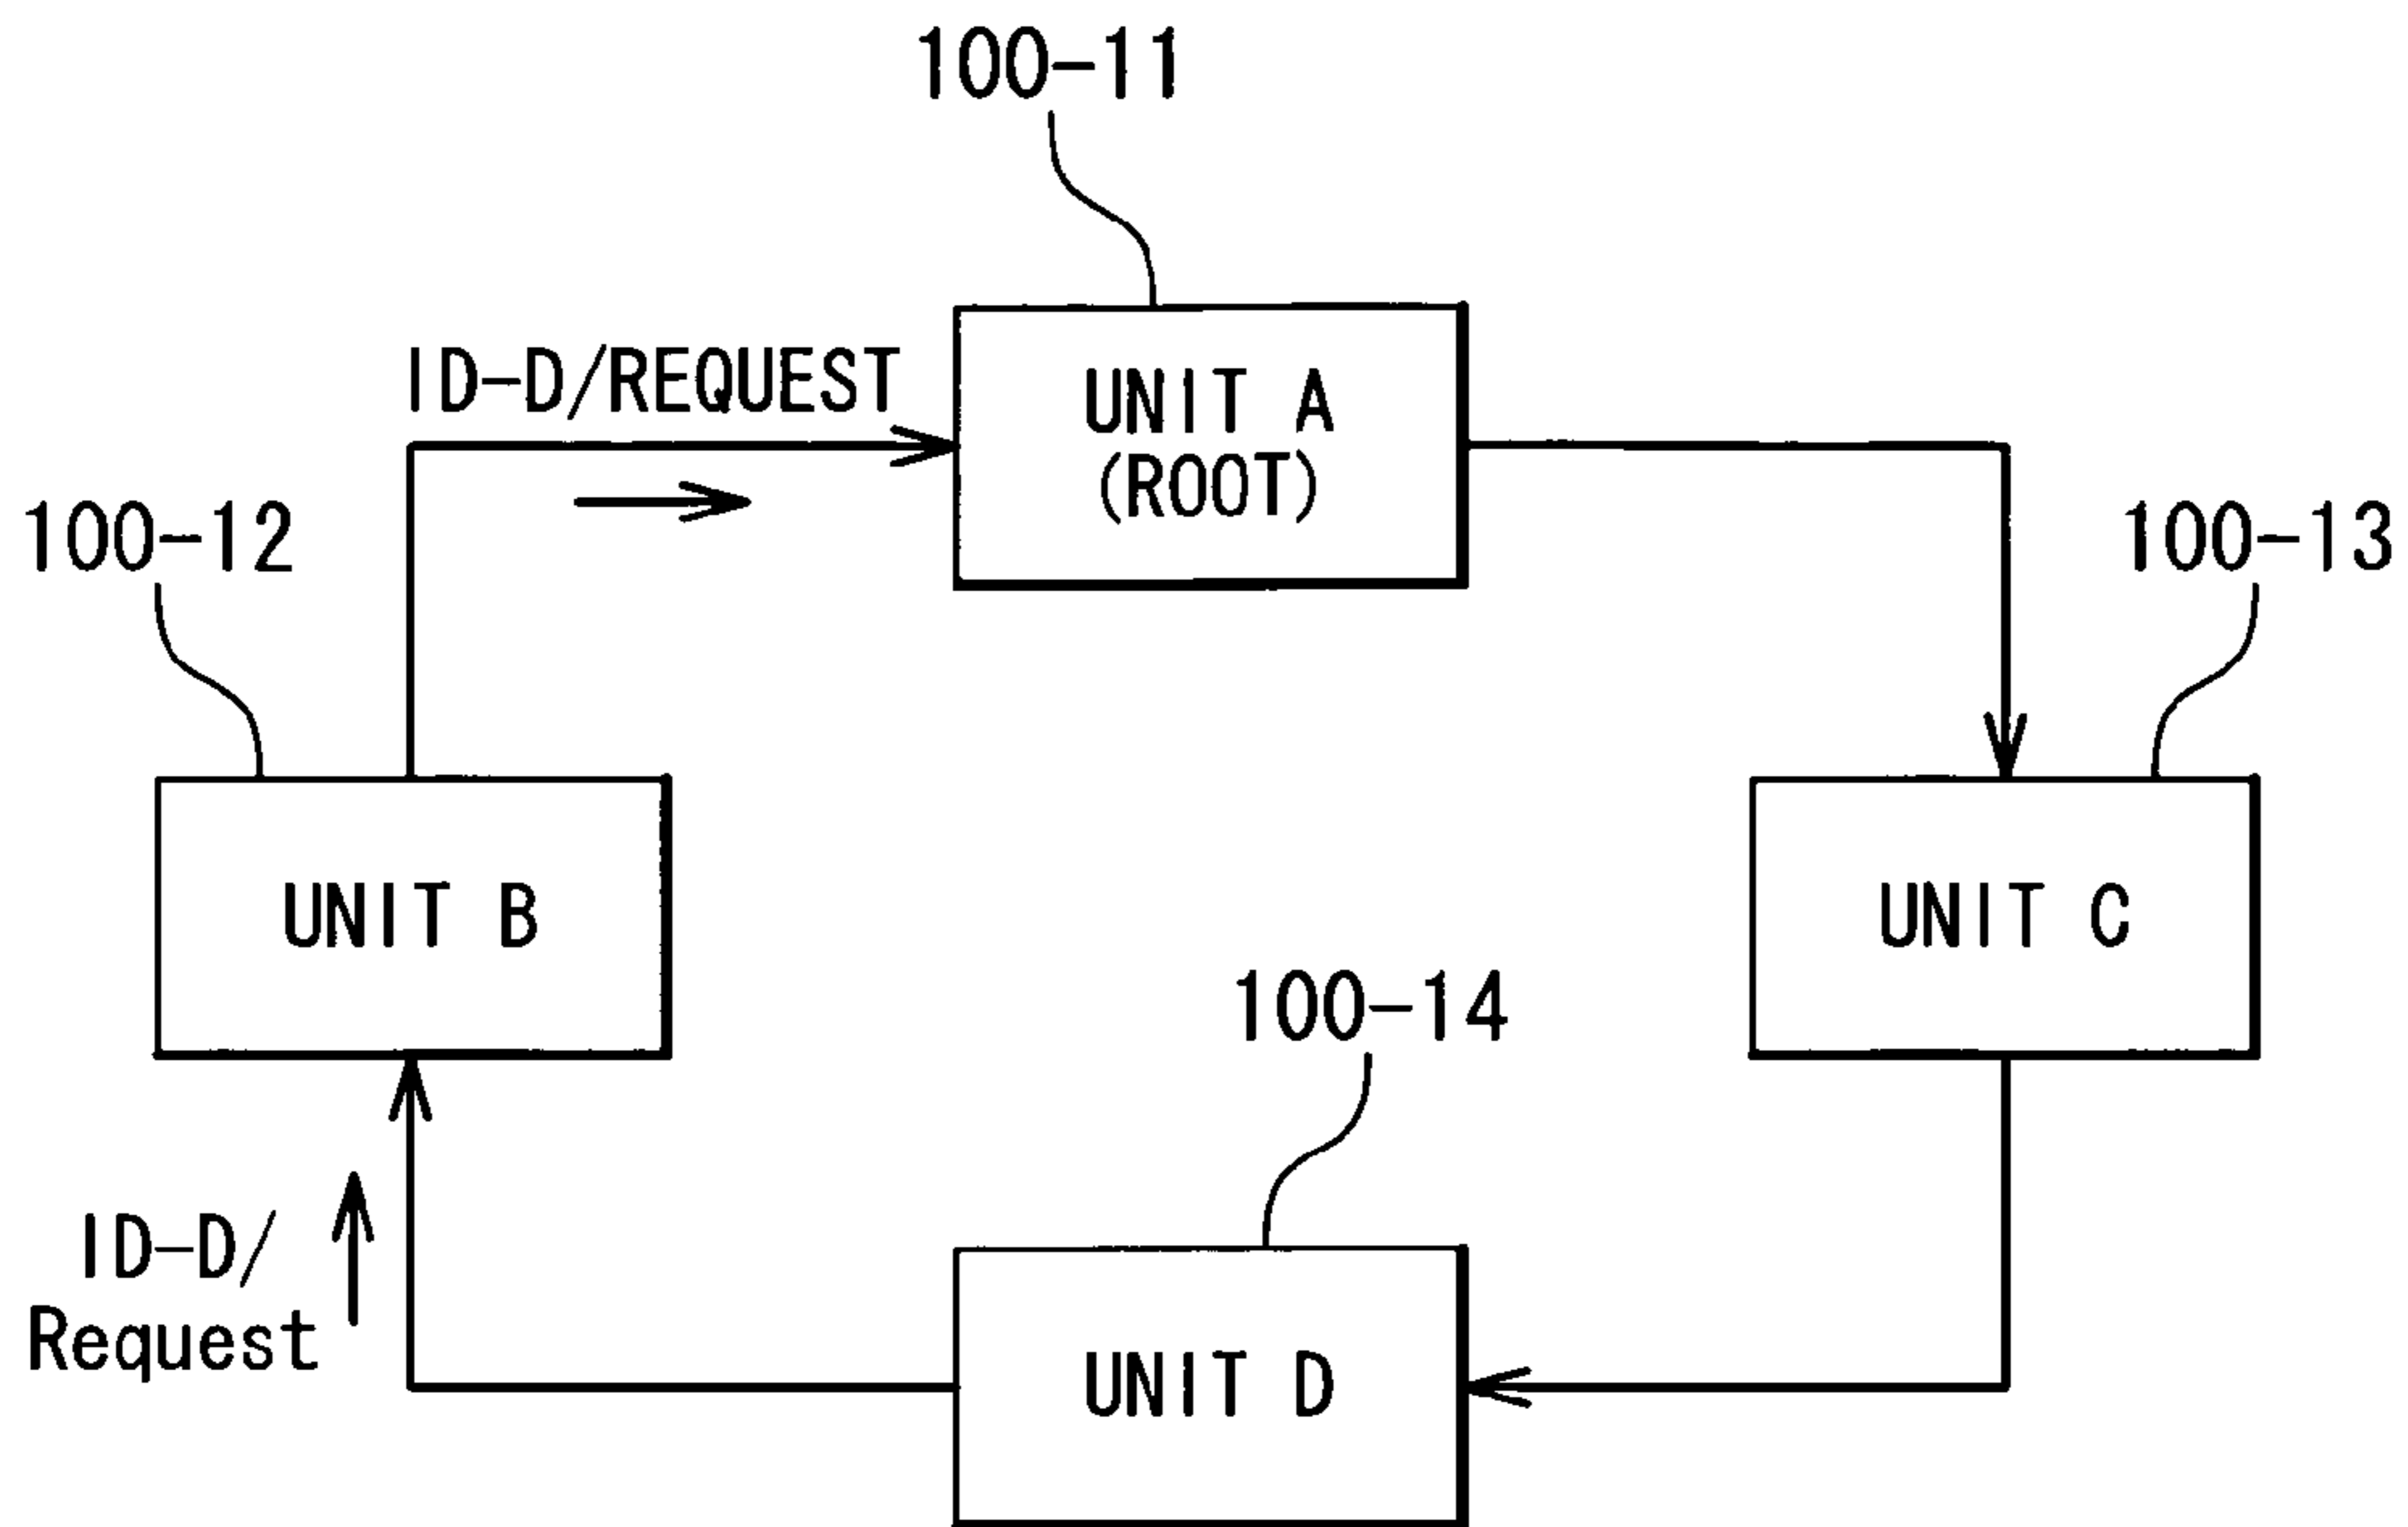 100-11
ID-D/REQUEST
UNIT A
(ROOT)
100-12
100-13
UNIT B
UNIT C
100-14
ID-D/
Request
UNIT D